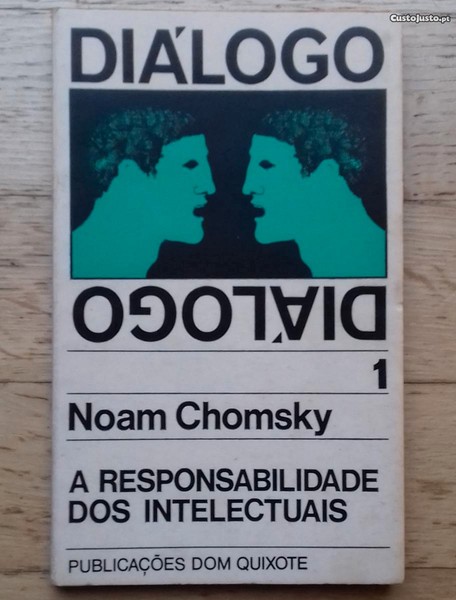 CustoJusto.pt
DIÁLOGO
DIÁLOGO
1
Noam Chomsky
A RESPONSABILIDADE
DOS INTELECTUAIS
PUBLICAÇÕES DOM QUIXOTE